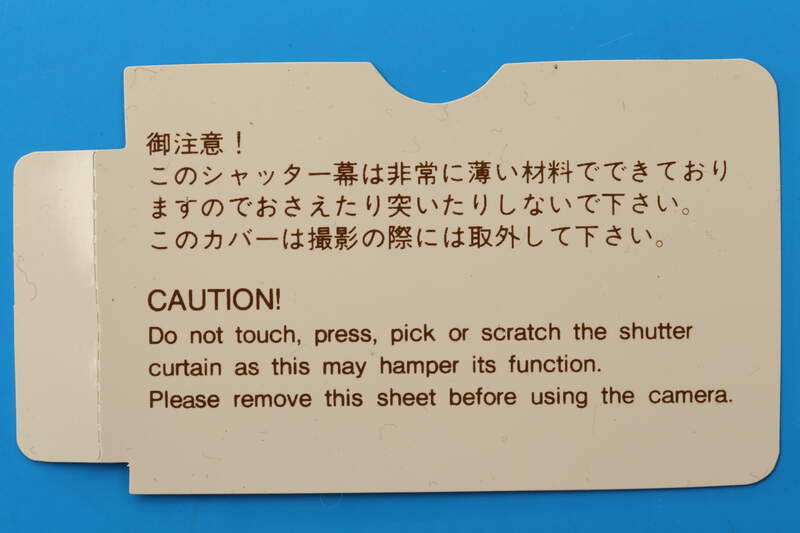 御注意！
このシャッター幕は非常に薄い材料でできており
ますのでおさえたり突いたりしないで下さい。
このカバーは撮影の際には取外して下さい。
CAUTION!
Do not touch, press, pick or scratch the shutter
curtain as this may hamper its function.
Please remove this sheet before using the camera.